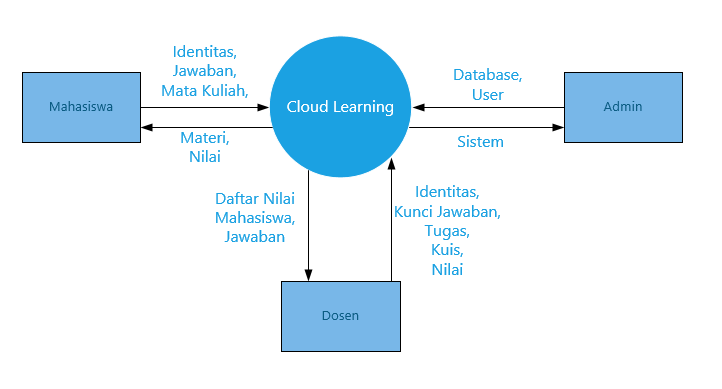 Identitas,
Jawaban,
Mata Kuliah,
Mahasiswa
Materi,
Nilai
Cloud Learning
Database,
User
Admin
Sistem
Daftar Nilai
Mahasiswa,
Jawaban
Identitas,
Kunci Jawaban,
Tugas,
Kuis,
Nilai
Dosen